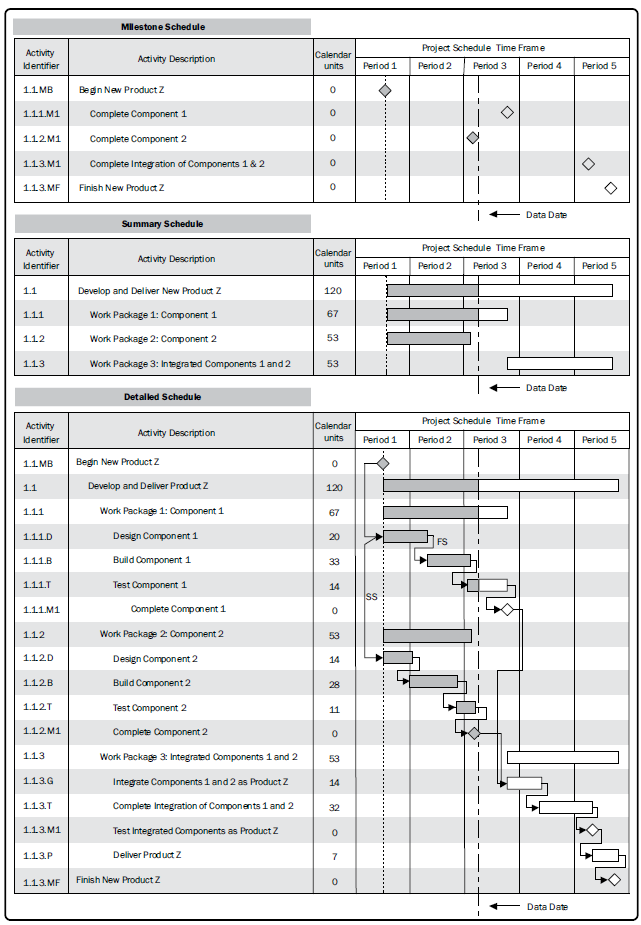 Milestone Schedule
Activity Identifier Activity Description Calendar units Project Schedule Time Frame
Period 1 Period 2 Period 3 Period 4 Period 5
1.1.MB Begin New Product Z 0
1.1.1.M1 Complete Component 1 0
1.1.2.M1 Complete Component 2 0
1.1.3.M1 Complete Integration of Components 1 & 2 0
1.1.3.MF Finish New Product Z 0
Data Date
Summary Schedule
Activity Identifier Activity Description Calendar units Project Schedule Time Frame
Period 1 Period 2 Period 3 Period 4 Period 5
1.1 Develop and Deliver New Product Z 120
1.1.1 Work Package 1: Component 1 67
1.1.2 Work Package 2: Component 2 53
1.1.3 Work Package 3: Integrated Components 1 and 2 53
Data Date
Detailed Schedule
Activity Identifier Activity Description Calendar units Project Schedule Time Frame
Period 1 Period 2 Period 3 Period 4 Period 5
1.1.MB Begin New Product Z 0
1.1 Develop and Deliver Product Z 120
1.1.1 Work Package 1: Component 1 67
1.1.1.D Design Component 1 20 FS
1.1.1.B Build Component 1 33
1.1.1.T Test Component 1 14
SS
1.1.1.M1 Complete Component 1 0
1.1.2 Work Package 2: Component 2 53
1.1.2.D Design Component 2 14
1.1.2.B Build Component 2 28
1.1.2.T Test Component 2 11
1.1.2.M1 Complete Component 2 0
1.1.3 Work Package 3: Integrated Components 1 and 2 53
1.1.3.G Integrate Components 1 and 2 as Product Z 14
1.1.3.T Complete Integration of Components 1 and 2 32
1.1.3.M1 Test Integrated Components as Product Z 0
1.1.3.P Deliver Product Z 7
1.1.3.MF Finish New Product Z 0
Data Date